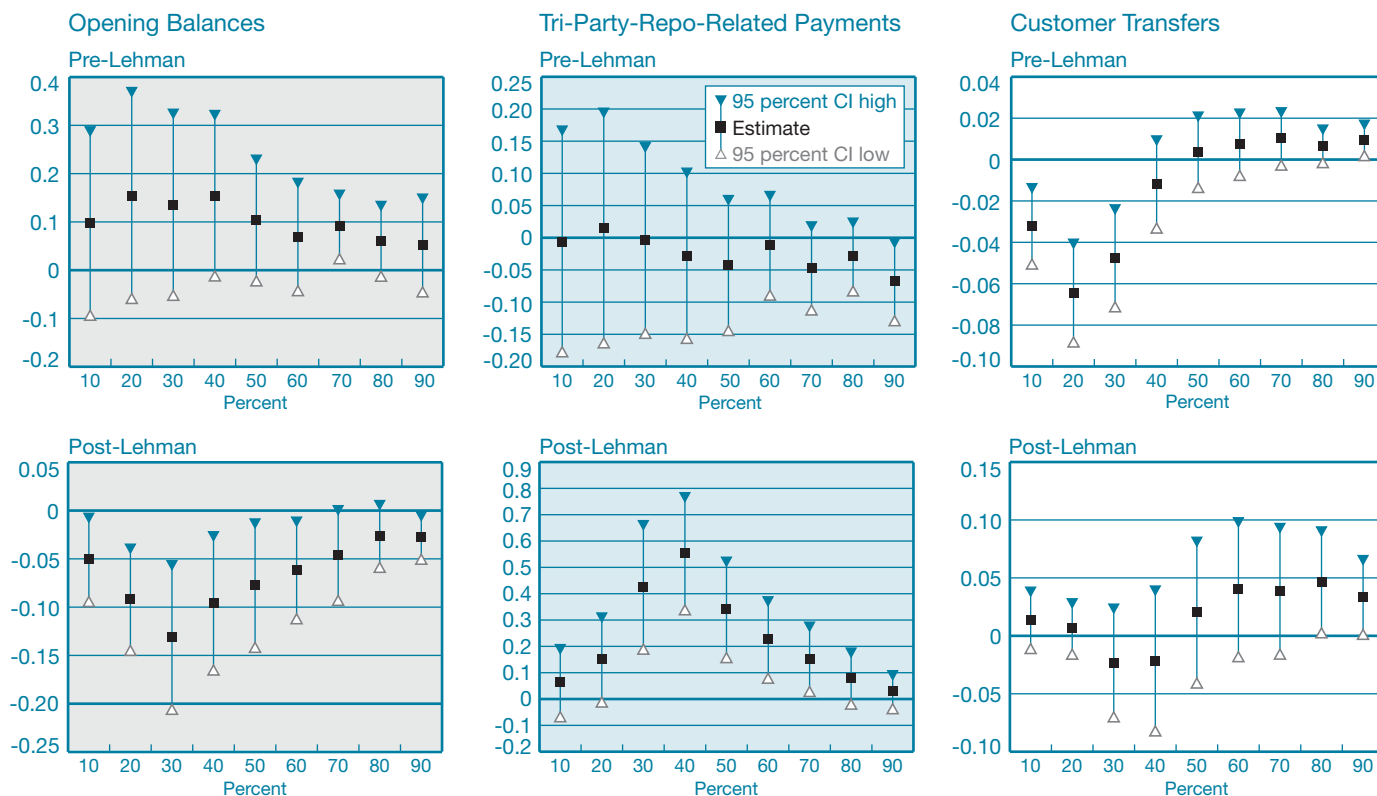 Opening Balances
Pre-Lehman
0.4
0.3
0.2
0.1
0
-0.1
-0.2
10 20 30 40 50 60 70 80 90
Percent
Tri-Party-Repo-Related Payments
Pre-Lehman
0.25
0.20
0.15
0.10
0.05
0
-0.05
-0.10
-0.15
-0.20
95 percent CI high
Estimate
95 percent CI low
10 20 30 40 50 60 70 80 90
Percent
Customer Transfers
Pre-Lehman
0.04
0.02
0
-0.02
-0.04
-0.06
-0.08
-0.10
10 20 30 40 50 60 70 80 90
Percent
Post-Lehman
0.05
0
-0.05
-0.10
-0.15
-0.20
-0.25
10 20 30 40 50 60 70 80 90
Percent
Post-Lehman
0.9
0.8
0.7
0.6
0.5
0.4
0.3
0.2
0.1
0
-0.1
-0.2
10 20 30 40 50 60 70 80 90
Percent
Post-Lehman
0.15
0.10
0.05
0
-0.05
-0.10
10 20 30 40 50 60 70 80 90
Percent